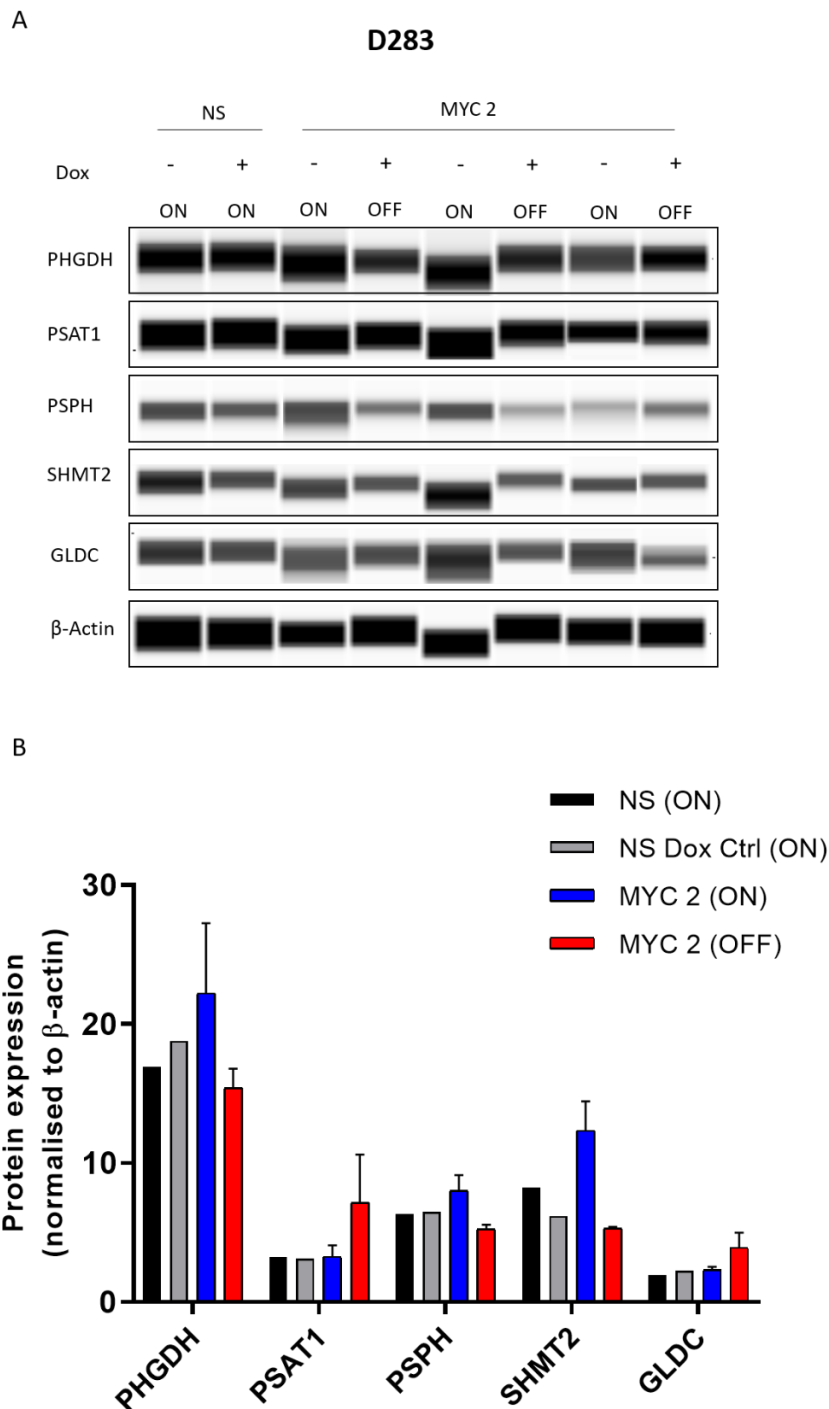 A
D283
NS MYC 2
Dox - + - + - + - +
ON ON ON OFF ON OFF ON OFF
PHGDH
PSAT1
PSPH
SHMT2
GLDC
β-Actin
B
NS (ON)
NS Dox Ctrl (ON)
MYC 2 (ON)
MYC 2 (OFF)
Protein expression
(normalised to β-actin)
30
20
10
0
PHGDH
PSAT1
PSPH
SHMT2
GLDC